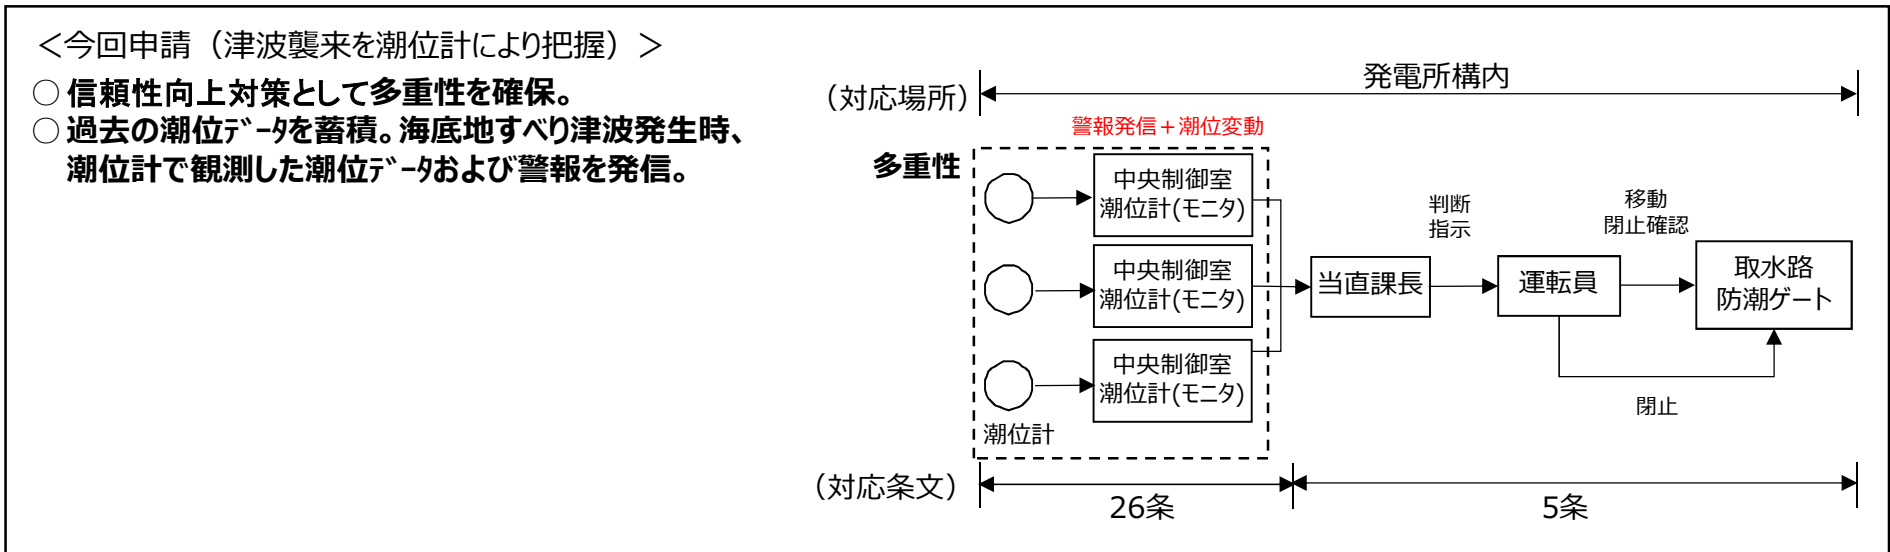 ＜今回申請（津波襲来を潮位計により把握）＞
○ 信頼性向上対策として多重性を確保。
○ 過去の潮位ﾃﾞｰﾀを蓄積。海底地すべり津波発生時、
潮位計で観測した潮位ﾃﾞｰﾀおよび警報を発信。
（対応場所）
発電所構内
警報発信＋潮位変動
多重性
中央制御室
潮位計(モニタ)
中央制御室
潮位計(モニタ)
中央制御室
潮位計(モニタ)
潮位計
当直課長
判断
指示
運転員
移動
閉止確認
取水路
防潮ゲート
閉止
（対応条文）
26条
5条